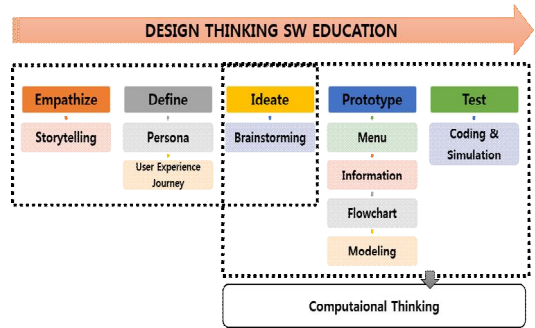 DESIGN THINKING SW EDUCATION
Empathize
Storytelling
Define
Persona
User Experience
Journey
Ideate
Brainstorming
Prototype
Menu
Information
Flowchart
Modeling
Test
Coding &
Simulation
Computaional Thinking